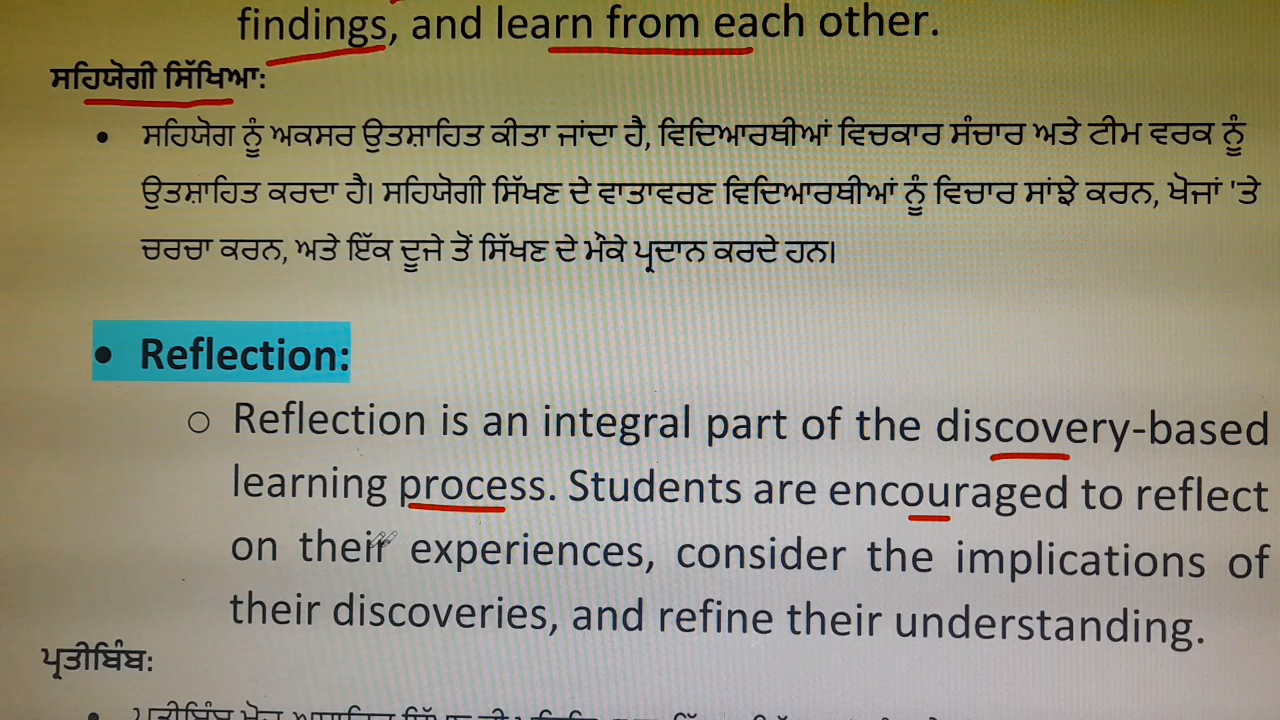 findings, and learn from each other.
ਸਹਿਯੋਗੀ ਸਿੱਖਿਆ:
• ਸਹਿਯੋਗ ਨੂੰ ਅਕਸਰ ਉਤਸ਼ਾਹਿਤ ਕੀਤਾ ਜਾਂਦਾ ਹੈ, ਵਿਦਿਆਰਥੀਆਂ ਵਿਚਕਾਰ ਸੰਚਾਰ ਅਤੇ ਟੀਮ ਵਰਕ ਨੂੰ
ਉਤਸ਼ਾਹਿਤ ਕਰਦਾ ਹੈ। ਸਹਿਯੋਗੀ ਸਿੱਖਣ ਦੇ ਵਾਤਾਵਰਣ ਵਿਦਿਆਰਥੀਆਂ ਨੂੰ ਵਿਚਾਰ ਸਾਂਝੇ ਕਰਨ, ਖੋਜਾਂ 'ਤੇ
ਚਰਚਾ ਕਰਨ, ਅਤੇ ਇੱਕ ਦੂਜੇ ਤੋਂ ਸਿੱਖਣ ਦੇ ਮੌਕੇ ਪ੍ਰਦਾਨ ਕਰਦੇ ਹਨ।
• Reflection:
○ Reflection is an integral part of the discovery-based
learning process. Students are encouraged to reflect
on their experiences, consider the implications of
their discoveries, and refine their understanding.
ਪ੍ਰਤੀਬਿੰਬ: